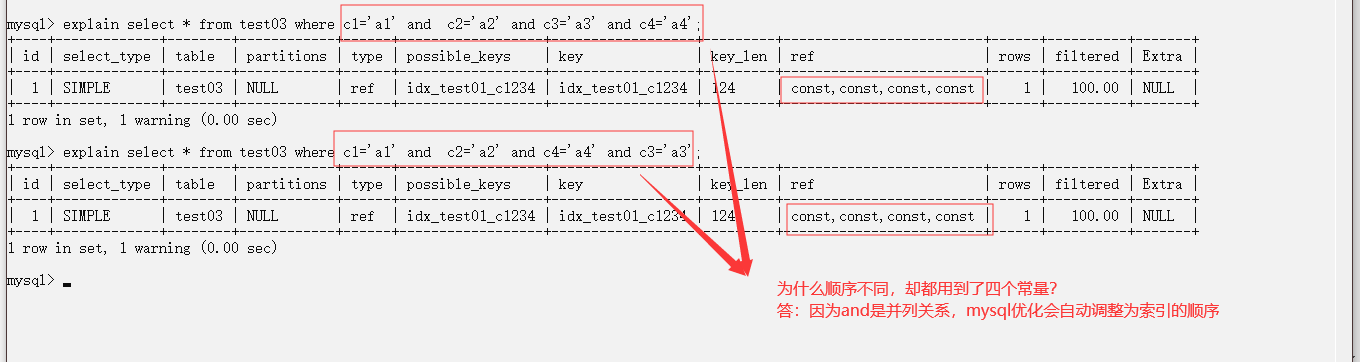 mysql> explain select * from test03 where c1='a1' and  c2='a2' and c3='a3' and c4='a4';
| id | select_type | table  | partitions | type | possible_keys    | key              | key_len | ref                     | rows | filtered | Extra |
|  1 | SIMPLE      | test03 | NULL       | ref  | idx_test01_c1234 | idx_test01_c1234 | 124     | const,const,const,const |    1 |   100.00 | NULL  |
1 row in set, 1 warning (0.00 sec)
mysql> explain select * from test03 where c1='a1' and  c2='a2' and c4='a4' and c3='a3';
| id | select_type | table  | partitions | type | possible_keys    | key              | key_len | ref                     | rows | filtered | Extra |
|  1 | SIMPLE      | test03 | NULL       | ref  | idx_test01_c1234 | idx_test01_c1234 | 124     | const,const,const,const |    1 |   100.00 | NULL  |
1 row in set, 1 warning (0.00 sec)
mysql>
为什么顺序不同，却都用到了四个常量？
答：因为and是并列关系，mysql优化会自动调整为索引的顺序